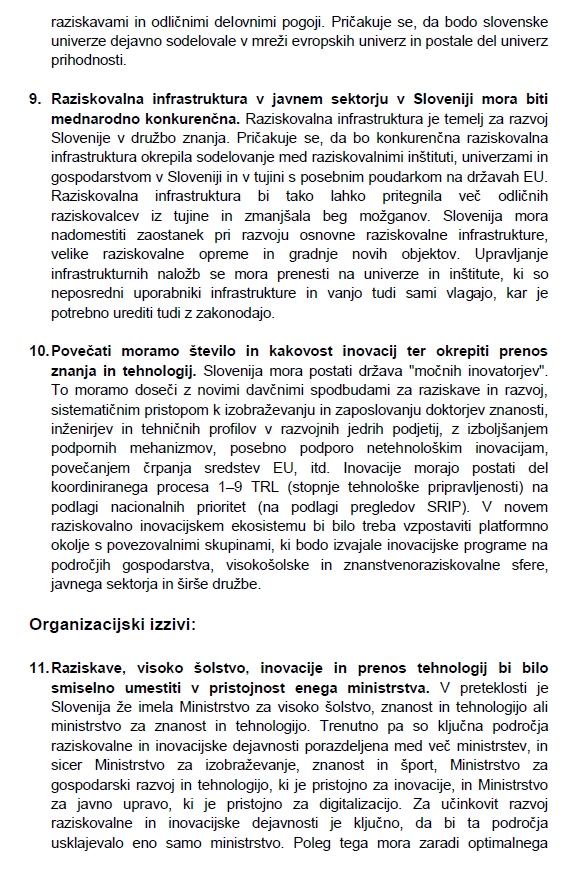 raziskavami in odličnimi delovnimi pogoji. Pričakuje se, da bodo slovenske
univerze dejavno sodelovale v mreži evropskih univerz in postale del univerz
prihodnosti.
9. Raziskovalna infrastruktura v javnem sektorju v Sloveniji mora biti
mednarodno konkurenčna. Raziskovalna infrastruktura je temelj za razvoj
Slovenije v družbo znanja. Pričakuje se, da bo konkurenčna raziskovalna
infrastruktura okrepila sodelovanje med raziskovalnimi inštituti, univerzami in
gospodarstvom v Sloveniji in v tujini s posebnim poudarkom na državah EU.
Raziskovalna infrastruktura bi tako lahko pritegnila več odličnih
raziskovalcev iz tujine in zmanjšala beg možganov. Slovenija mora
nadomestiti zaostanek pri razvoju osnovne raziskovalne infrastrukture,
velike raziskovalne opreme in gradnje novih objektov. Upravljanje
infrastrukturnih naložb se mora prenesti na univerze in inštitute, ki so
neposredni uporabniki infrastrukture in vanjo tudi sami vlagajo, kar je
potrebno urediti tudi z zakonodajo.
10. Povečati moramo število in kakovost inovacij ter okrepiti prenos
znanja in tehnologij. Slovenija mora postati država "močnih inovatorjev".
To moramo doseči z novimi davčnimi spodbudami za raziskave in razvoj,
sistematičnim pristopom k izobraževanju in zaposlovanju doktorjev znanosti,
inženirjev in tehničnih profilov v razvojnih jedrih podjetij, z izboljšanjem
podpornih mehanizmov, posebno podporo netehnološkim inovacijam,
povečanjem črpanja sredstev EU, itd. Inovacije morajo postati del
koordiniranega procesa 1–9 TRL (stopnje tehnološke pripravljenosti) na
podlagi nacionalnih prioritet (na podlagi pregledov SRIP). V novem
raziskovalno inovacijskem ekosistemu bi bilo treba vzpostaviti platformno
okolje s povezovalnimi skupinami, ki bodo izvajale inovacijske programe na
področjih gospodarstva, visokošolske in znanstvenoraziskovalne sfere,
javnega sektorja in širše družbe.
Organizacijski izzivi:
11. Raziskave, visoko šolstvo, inovacije in prenos tehnologij bi bilo
smiselno umestiti v pristojnost enega ministrstva. V preteklosti je
Slovenija že imela Ministrstvo za visoko šolstvo, znanost in tehnologijo ali
ministrstvo za znanost in tehnologijo. Trenutno pa so ključna področja
raziskovalne in inovacijske dejavnosti porazdeljena med več ministrstev, in
sicer Ministrstvo za izobraževanje, znanost in šport, Ministrstvo za
gospodarski razvoj in tehnologijo, ki je pristojno za inovacije, in Ministrstvo
za javno upravo, ki je pristojno za digitalizacijo. Za učinkovit razvoj
raziskovalne in inovacijske dejavnosti je ključno, da bi ta področja
usklajevalo eno samo ministrstvo. Poleg tega mora zaradi optimalnega